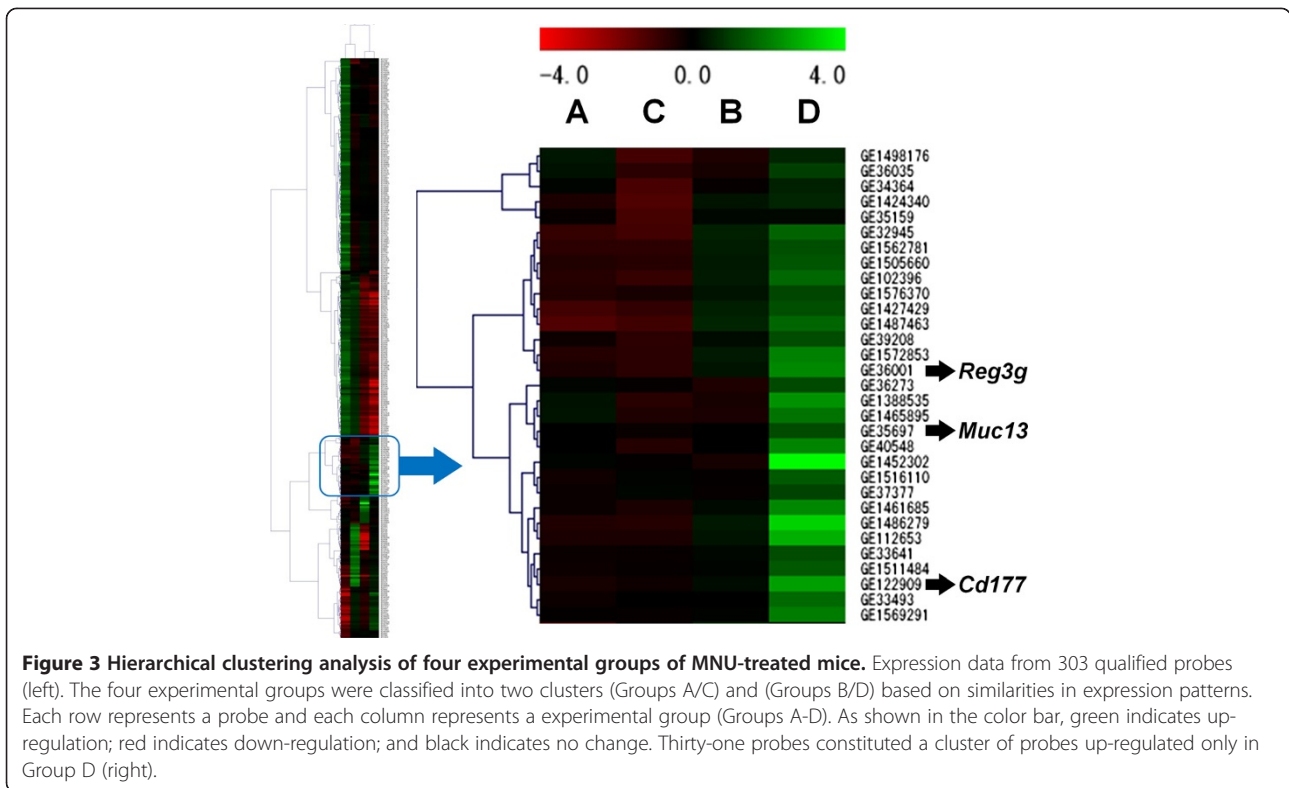 −4.0 0.0 4.0
A C B D
GE1498176
GE36035
GE34364
GE1424340
GE35159
GE32945
GE1562781
GE1505660
GE102396
GE1576370
GE1427429
GE1487463
GE39208
GE1572853
GE36001 Reg3g
GE36273
GE1388535
GE1465895
GE35697 Muc13
GE40548
GE1452302
GE1516110
GE37377
GE1461685
GE1486279
GE112653
GE33641
GE1511484
GE122909 Cd177
GE33493
GE1569291
Figure 3 Hierarchical clustering analysis of four experimental groups of MNU-treated mice. Expression data from 303 qualified probes
(left). The four experimental groups were classified into two clusters (Groups A/C) and (Groups B/D) based on similarities in expression patterns.
Each row represents a probe and each column represents a experimental group (Groups A-D). As shown in the color bar, green indicates up-
regulation; red indicates down-regulation; and black indicates no change. Thirty-one probes constituted a cluster of probes up-regulated only in
Group D (right).